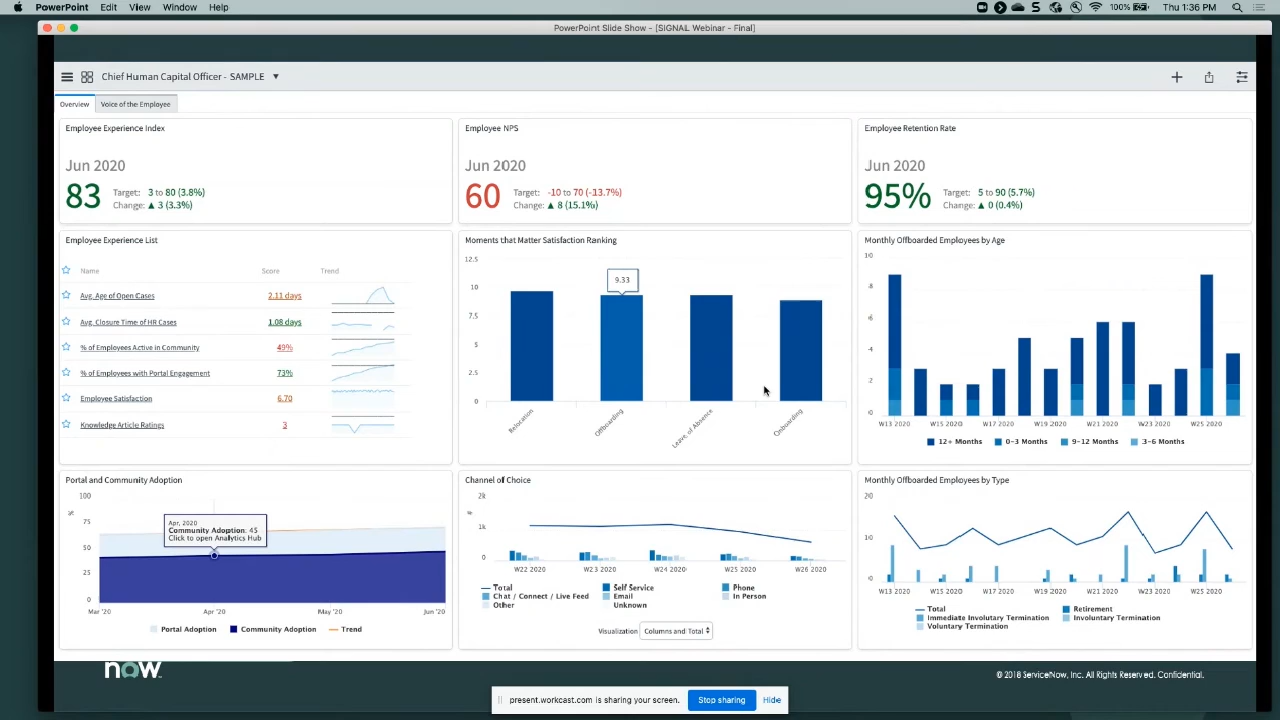 PowerPoint Edit View Window Help 100% Thu 1:36 PM
PowerPoint Slide Show - [SIGNAL Webinar - Final]
Chief Human Capital Officer - SAMPLE
Overview Voice of the Employee
Employee Experience Index
Jun 2020
83
Target: 3 to 80 (3.8%)
Change: ▲ 3 (3.3%)
Employee NPS
Jun 2020
60
Target: -10 to 70 (-13.7%)
Change: ▲ 8 (15.1%)
Employee Retention Rate
Jun 2020
95%
Target: 5 to 90 (5.7%)
Change: ▲ 0 (0.4%)
Employee Experience List
Name Score Trend
Avg. Age of Open Cases 2.11 days
Avg. Closure Time of HR Cases 1.08 days
% of Employees Active in Community 49%
% of Employees with Portal Engagement 73%
Employee Satisfaction 6.70
Knowledge Article Ratings 3
Moments that Matter Satisfaction Ranking
12.5
10
7.5
5
2.5
0
9.33
Relocation Offboarding Leave of Absence Onboarding
Monthly Offboarded Employees by Age
W13 2020 W15 2020 W17 2020 W19 2020 W21 2020 W23 2020 W25 2020
12+ Months 0-3 Months 9-12 Months 3-6 Months
Portal and Community Adoption
100
%
75
50
25
0
Apr, 2020
Community Adoption: 45
Click to open Analytics Hub
Mar '20 Apr '20 May '20 Jun '20
Portal Adoption Community Adoption Trend
Channel of Choice
2k
#
1k
0
W22 2020 W23 2020 W24 2020 W25 2020 W26 2020
Total Self Service Phone
Chat / Connect / Live Feed Email In Person
Other Unknown
Visualization Columns and Total
Monthly Offboarded Employees by Type
20
10
0
W13 2020 W15 2020 W17 2020 W19 2020 W21 2020 W23 2020 W25 2020
Total Retirement
Immediate Involutary Termination Involuntary Termination
Voluntary Termination
now
© 2018 ServiceNow, Inc. All Rights Reserved. Confidential.
present.workcast.com is sharing your screen. Stop sharing Hide